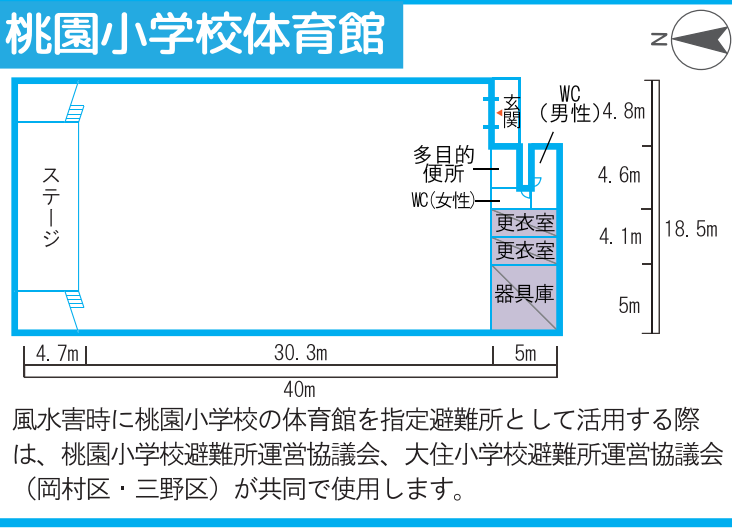 桃園小学校体育館
N
玄関
WC
（男性）
多目的
便所
WC（女性）
更衣室
更衣室
器具庫
ステージ
4.8m
4.6m
4.1m
5m
18.5m
4.7m
30.3m
5m
40m
風水害時に桃園小学校の体育館を指定避難所として活用する際
は、桃園小学校避難所運営協議会、大住小学校避難所運営協議会
（岡村区・三野区）が共同で使用します。